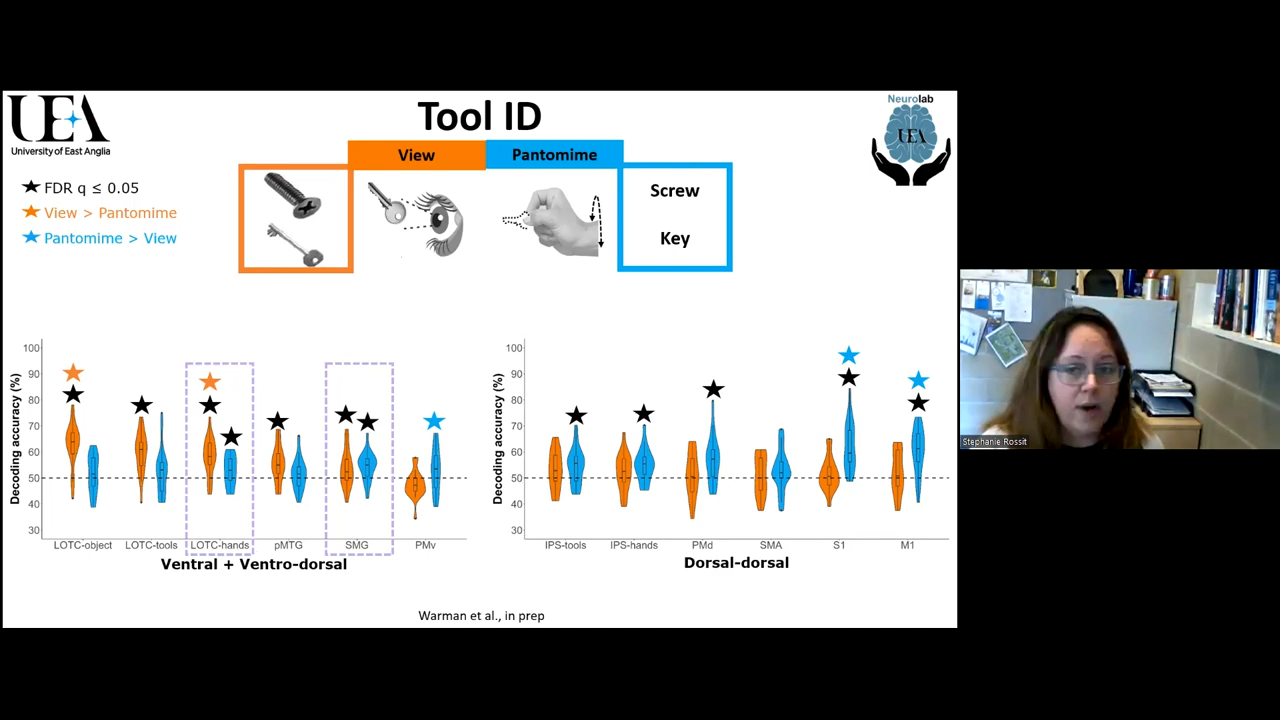 UEA
University of East Anglia
Tool ID
Neurolab
UEA
View
Pantomime
★ FDR q ≤ 0.05
★ View > Pantomime
★ Pantomime > View
Screw
Key
Decoding accuracy (%)
100
90
80
70
60
50
40
30
LOTC-object LOTC-tools LOTC-hands pMTG SMG PMv
Ventral + Ventro-dorsal
Decoding accuracy (%)
100
90
80
70
60
50
40
30
IPS-tools IPS-hands PMd SMA S1 M1
Dorsal-dorsal
Warman et al., in prep
Stephanie Rossit